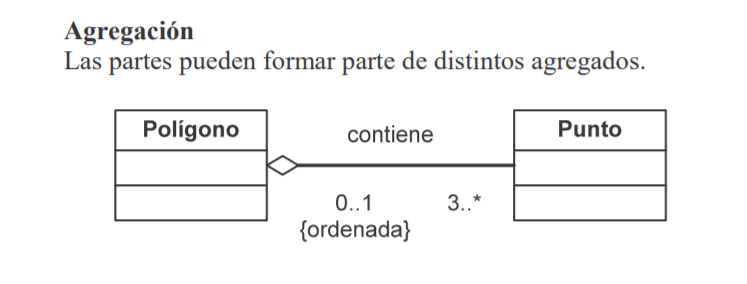 Agregación
Las partes pueden formar parte de distintos agregados.
Polígono
contiene
Punto
0..1
3..*
{ordenada}